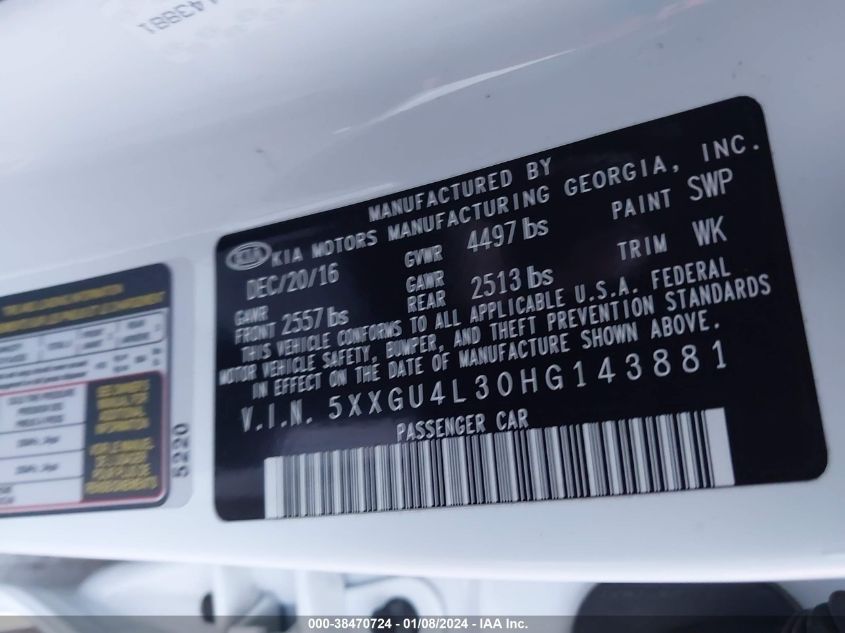 MANUFACTURED BY
KIA KIA MOTORS MANUFACTURING GEORGIA, INC.
DEC/20/16 GVWR 4497 lbs PAINT SWP
GAWR FRONT 2557 lbs GAWR REAR 2513 lbs TRIM WK
THIS VEHICLE CONFORMS TO ALL APPLICABLE U.S.A. FEDERAL
MOTOR VEHICLE SAFETY, BUMPER, AND THEFT PREVENTION STANDARDS
IN EFFECT ON THE DATE OF MANUFACTURE SHOWN ABOVE.
V.I.N. 5XXGU4L30HG143881
PASSENGER CAR
5220
000-38470724 - 01/08/2024 - IAA Inc.